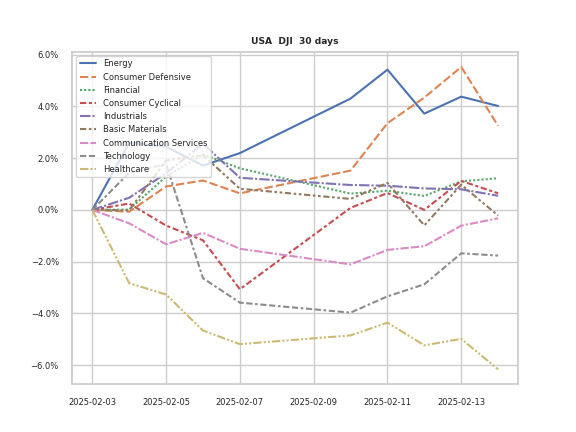 USA  DJI  30 days
6.0%
4.0%
2.0%
0.0%
−2.0%
−4.0%
−6.0%
Energy
Consumer Defensive
Financial
Consumer Cyclical
Industrials
Basic Materials
Communication Services
Technology
Healthcare
2025-02-03
2025-02-05
2025-02-07
2025-02-09
2025-02-11
2025-02-13